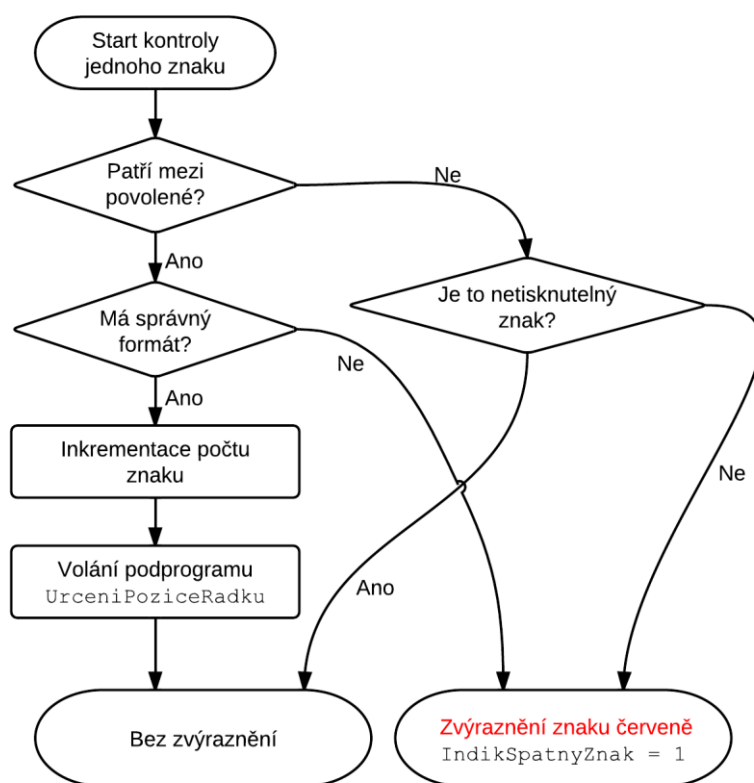 Start kontroly
jednoho znaku
Patří mezi
povolené?
Ne
Ano
Je to netisknutelný
znak?
Má správný
formát?
Ne
Ano
Inkrementace počtu
znaku
Ne
Volání podprogramu
UrceniPoziceRadku
Ano
Bez zvýraznění
Zvýraznění znaku červeně
IndikSpatnyZnak = 1